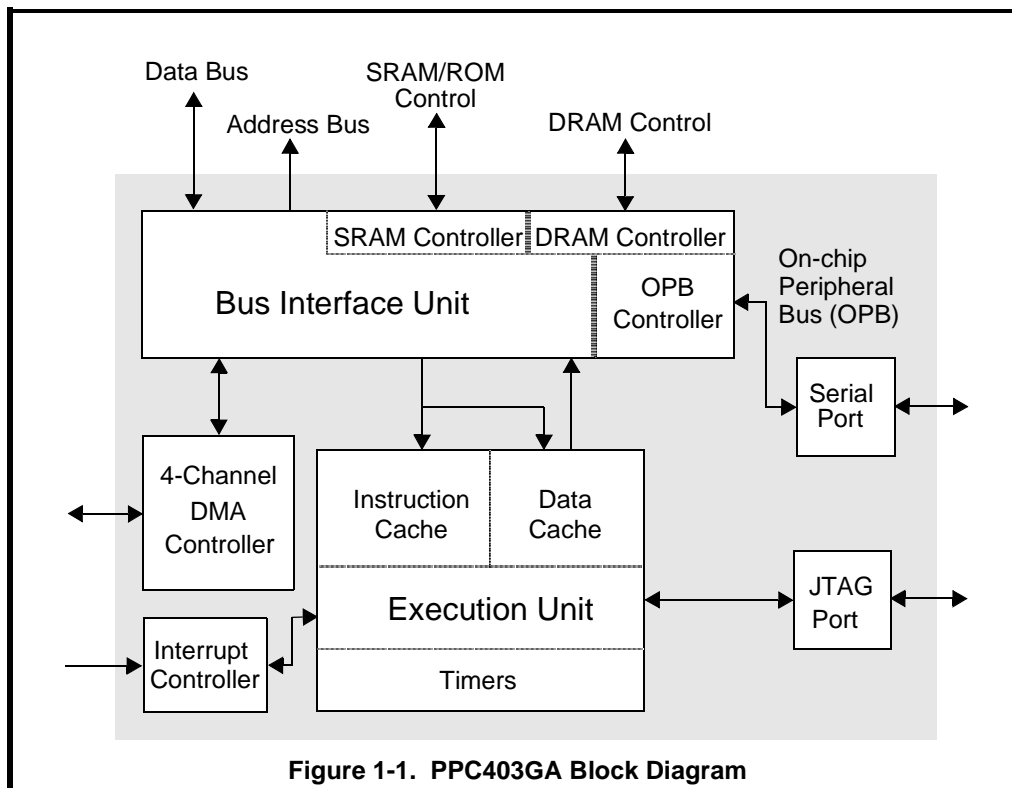 Data Bus
Address Bus
SRAM/ROM
Control
DRAM Control
SRAM Controller
DRAM Controller
Bus Interface Unit
OPB
Controller
On-chip
Peripheral
Bus (OPB)
Serial
Port
4-Channel
DMA
Controller
Instruction
Cache
Data
Cache
Execution Unit
JTAG
Port
Interrupt
Controller
Timers
Figure 1-1. PPC403GA Block Diagram